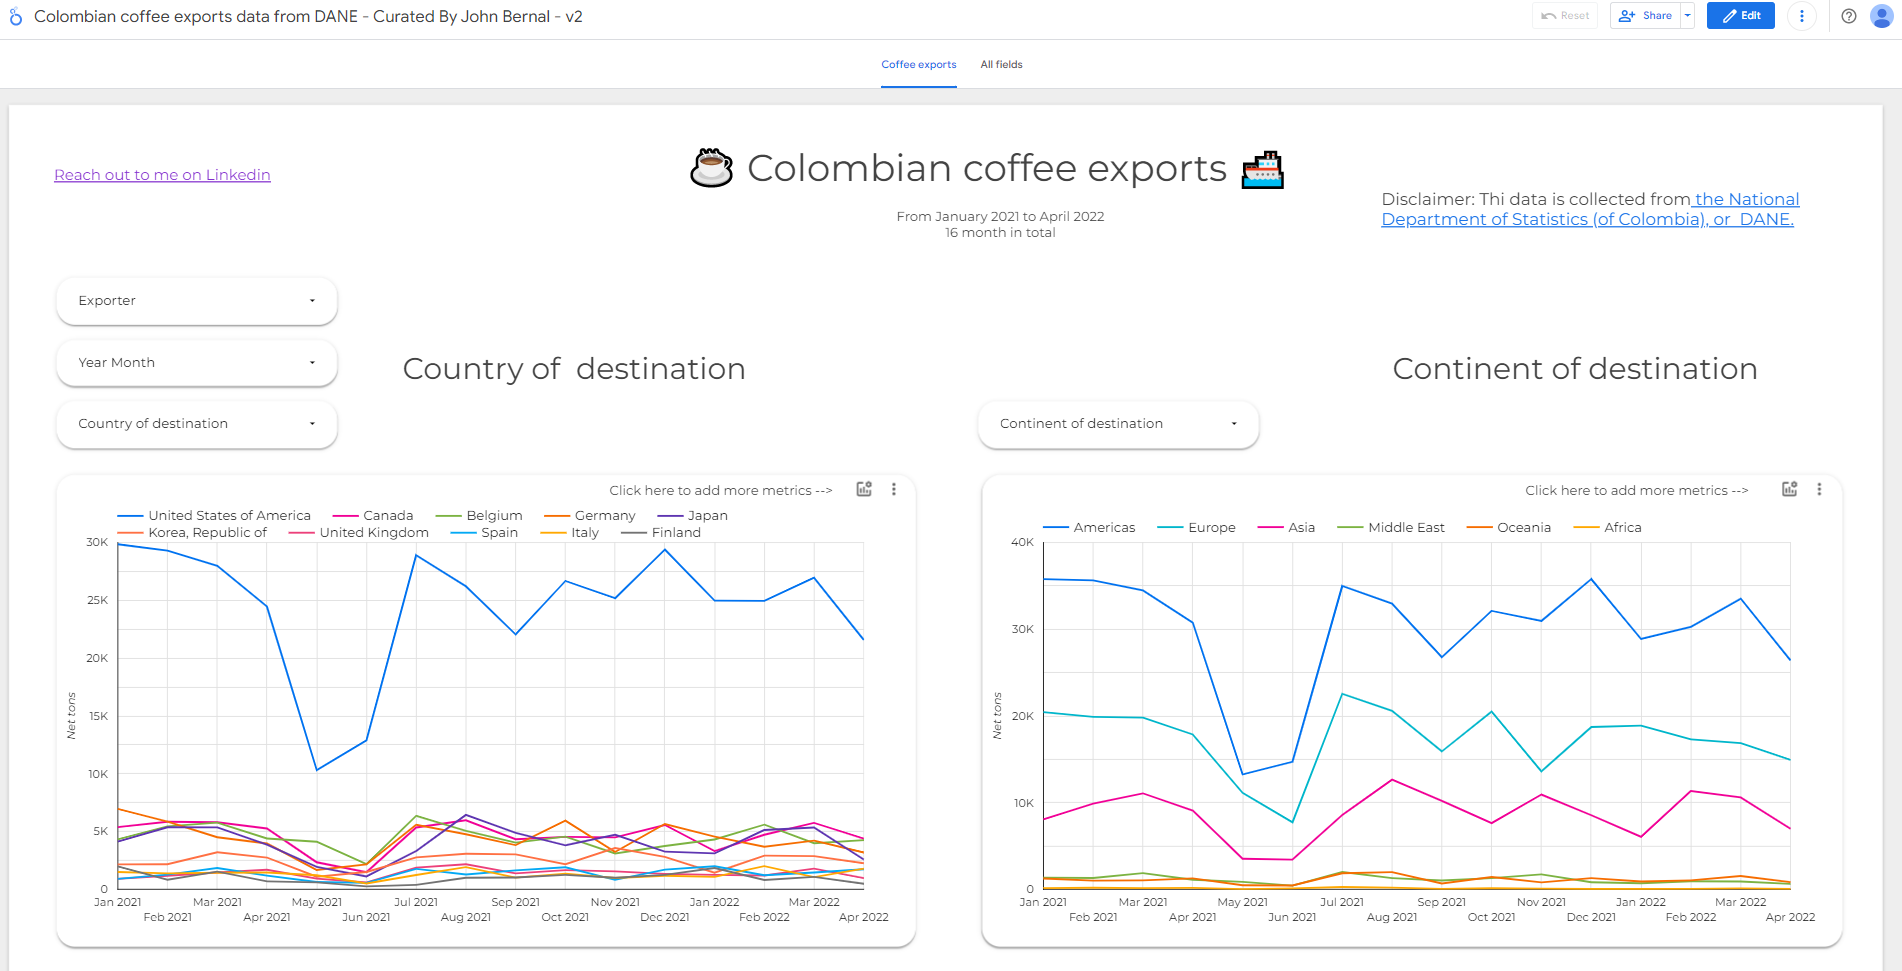 Colombian coffee exports data from DANE - Curated By John Bernal - v2
Reset
Share
Edit
Coffee exports
All fields
Reach out to me on Linkedin
Colombian coffee exports
From January 2021 to April 2022
16 month in total
Disclaimer: Thi data is collected from the National
Department of Statistics (of Colombia), or DANE.
Exporter
Year Month
Country of destination
Country of destination
Continent of destination
Continent of destination
Click here to add more metrics -->
United States of America Canada Belgium Germany Japan
Korea, Republic of United Kingdom Spain Italy Finland
30K
25K
20K
15K
10K
5K
0
Net tons
Jan 2021 Mar 2021 May 2021 Jul 2021 Sep 2021 Nov 2021 Jan 2022 Mar 2022
Feb 2021 Apr 2021 Jun 2021 Aug 2021 Oct 2021 Dec 2021 Feb 2022 Apr 2022
Click here to add more metrics -->
Americas Europe Asia Middle East Oceania Africa
40K
30K
20K
10K
0
Net tons
Jan 2021 Mar 2021 May 2021 Jul 2021 Sep 2021 Nov 2021 Jan 2022 Mar 2022
Feb 2021 Apr 2021 Jun 2021 Aug 2021 Oct 2021 Dec 2021 Feb 2022 Apr 2022